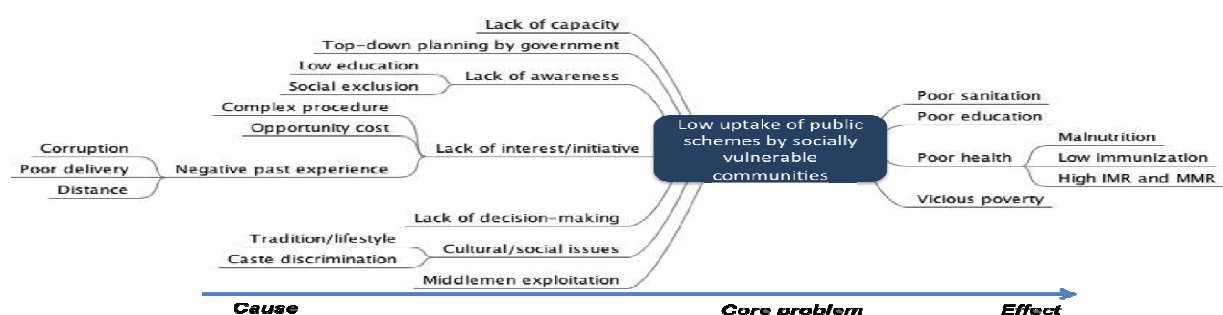 Lack of capacity
Top-down planning by government
Low education
Social exclusion
Lack of awareness
Complex procedure
Opportunity cost
Corruption
Poor delivery
Distance
Negative past experience
Lack of interest/initiative
Lack of decision-making
Tradition/lifestyle
Caste discrimination
Cultural/social issues
Middlemen exploitation
Low uptake of public
schemes by socially
vulnerable
communities
Poor sanitation
Poor education
Poor health
Malnutrition
Low immunization
High IMR and MMR
Vicious poverty
Cause
Core problem
Effect